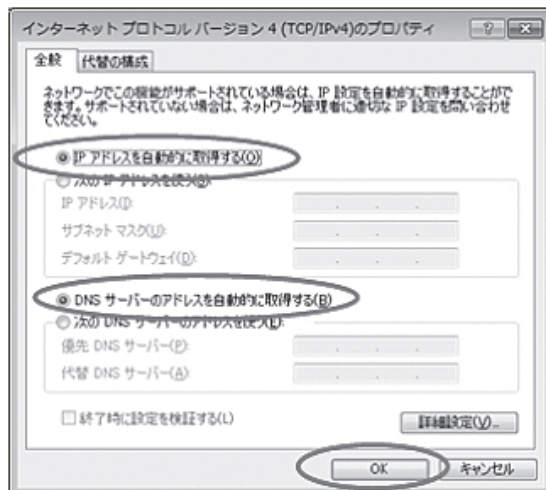 インターネット プロトコル バージョン 4 (TCP/IPv4)のプロパティ
全般
代替の構成
ネットワークでこの機能がサポートされている場合は、IP 設定を自動的に取得することがで
きます。サポートされていない場合は、ネットワーク管理者に適切な IP 設定を問い合わせ
てください。
IP アドレスを自動的に取得する(O)
次の IP アドレスを使う(S):
IP アドレス(I):
サブネット マスク(U):
デフォルト ゲートウェイ(D):
DNS サーバーのアドレスを自動的に取得する(B)
次の DNS サーバーのアドレスを使う(E):
優先 DNS サーバー(P):
代替 DNS サーバー(A):
終了時に設定を検証する(L)
詳細設定(V)...
OK
キャンセル